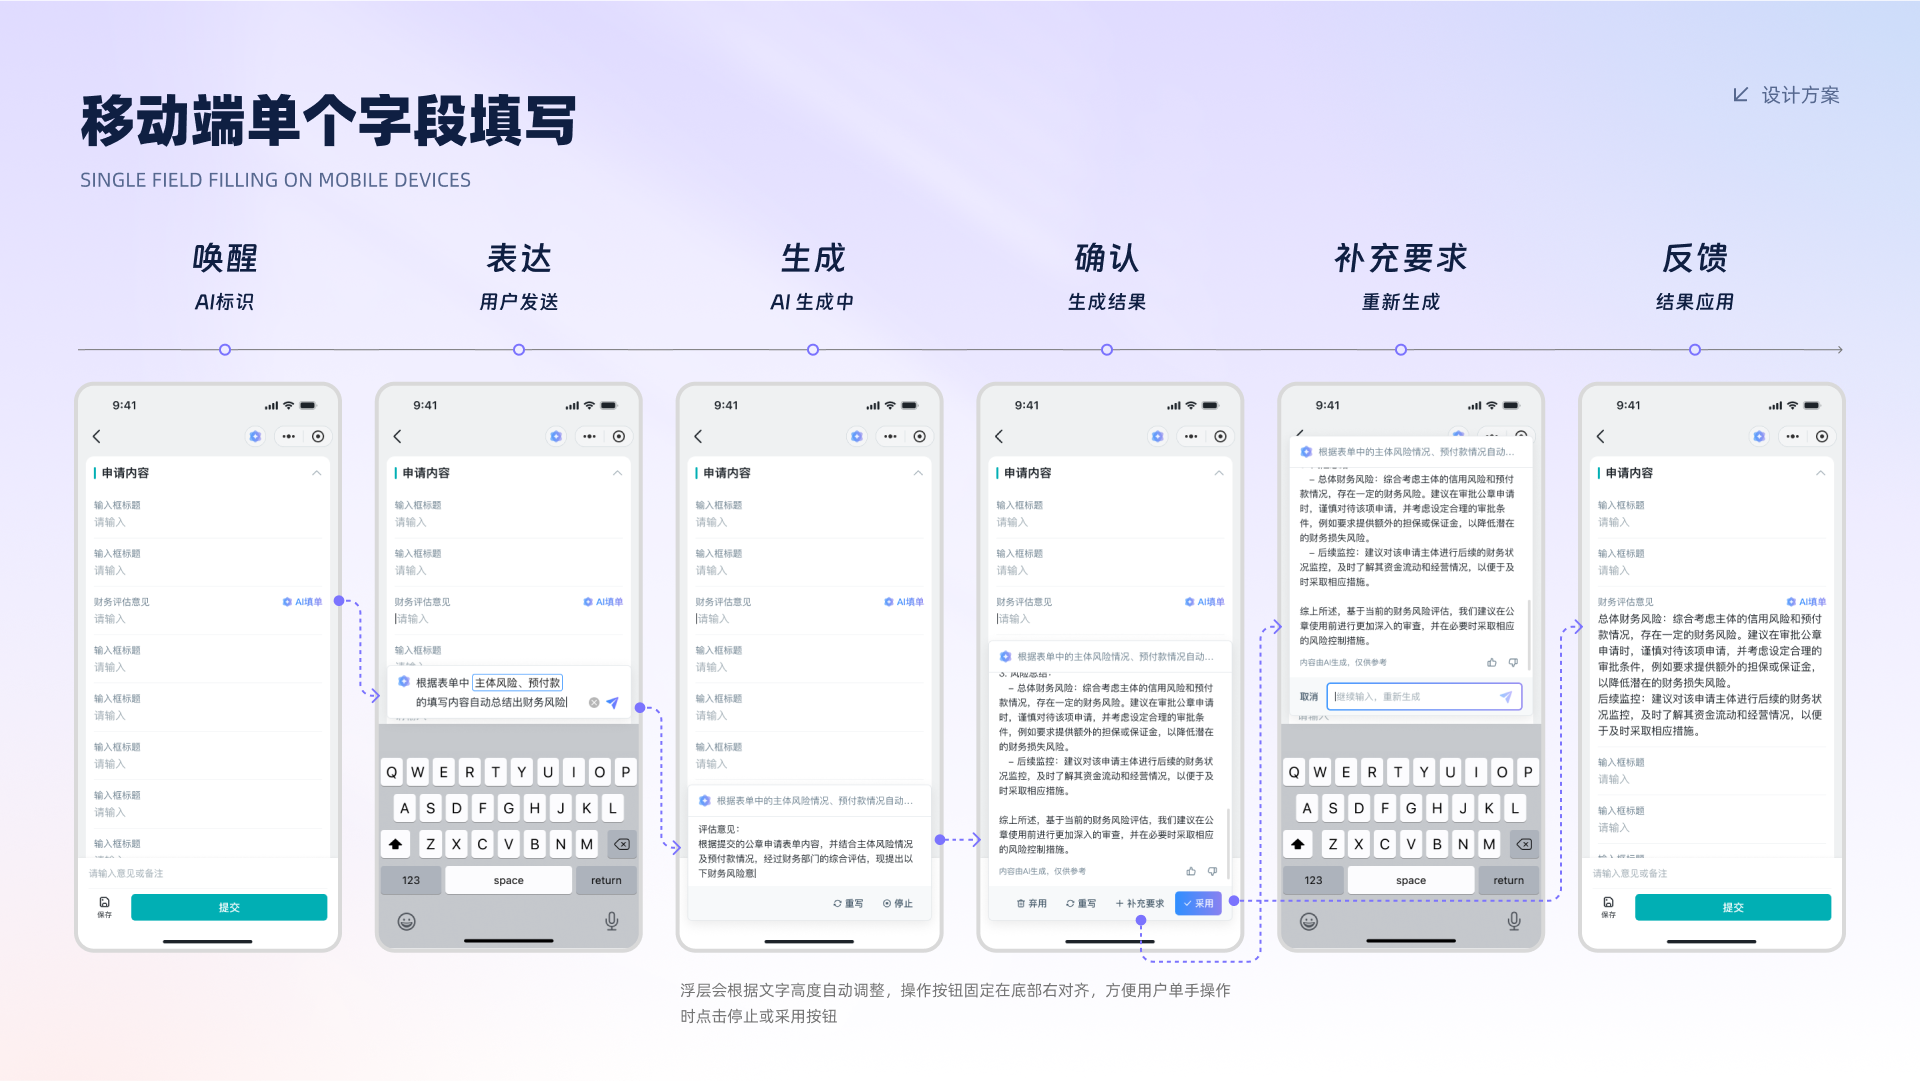 移动端单个字段填写
设计方案
SINGLE FIELD FILLING ON MOBILE DEVICES
唤醒
AI标识
表达
用户发送
生成
AI 生成中
确认
生成结果
补充要求
重新生成
反馈
结果应用
9:41
申请内容
输入框标题
请输入
输入框标题
请输入
财务评估意见
AI填单
请输入
输入框标题
请输入
输入框标题
请输入
输入框标题
请输入
输入框标题
请输入
输入框标题
请输入意见或备注
保存
提交
9:41
申请内容
输入框标题
请输入
输入框标题
请输入
财务评估意见
AI填单
请输入
输入框标题
根据表单中 主体风险、预付款
的填写内容自动总结出财务风险
Q W E R T Y U I O P
A S D F G H J K L
Z X C V B N M
123
space
return
9:41
申请内容
输入框标题
请输入
输入框标题
请输入
财务评估意见
AI填单
请输入
输入框标题
请输入
输入框标题
请输入
输入框标题
请输入
根据表单中的主体风险情况、预付款情况自动...
评估意见：
根据提交的公章申请表单内容，并结合主体风险情况
及预付款情况，经过财务部门的综合评估，现提出以
下财务风险意
重写
停止
9:41
申请内容
输入框标题
请输入
输入框标题
请输入
财务评估意见
AI填单
请输入
根据表单中的主体风险情况、预付款情况自动...
3. 风险总结：
– 总体财务风险：综合考虑主体的信用风险和预付
款情况，存在一定的财务风险。建议在审批公章申请
时，谨慎对待该项申请，并考虑设定合理的审批条
件，例如要求提供额外的担保或保证金，以降低潜在
的财务损失风险。
– 后续监控：建议对该申请主体进行后续的财务状
况监控，及时了解其资金流动和经营情况，以便于及
时采取相应措施。
综上所述，基于当前的财务风险评估，我们建议在公
章使用前进行更加深入的审查，并在必要时采取相应
的风险控制措施。
内容由AI生成，仅供参考
弃用
重写
补充要求
采用
9:41
根据表单中的主体风险情况、预付款情况自动...
– 总体财务风险：综合考虑主体的信用风险和预付
款情况，存在一定的财务风险。建议在审批公章申请
时，谨慎对待该项申请，并考虑设定合理的审批条
件，例如要求提供额外的担保或保证金，以降低潜在
的财务损失风险。
– 后续监控：建议对该申请主体进行后续的财务状
况监控，及时了解其资金流动和经营情况，以便于及
时采取相应措施。
综上所述，基于当前的财务风险评估，我们建议在公
章使用前进行更加深入的审查，并在必要时采取相应
的风险控制措施。
内容由AI生成，仅供参考
取消
继续输入，重新生成
请输入
Q W E R T Y U I O P
A S D F G H J K L
Z X C V B N M
123
space
return
9:41
申请内容
输入框标题
请输入
输入框标题
请输入
财务评估意见
AI填单
总体财务风险：综合考虑主体的信用风险和预付
款情况，存在一定的财务风险。建议在审批公章
申请时，谨慎对待该项申请，并考虑设定合理的
审批条件，例如要求提供额外的担保或保证金，
以降低潜在的财务损失风险。
后续监控：建议对该申请主体进行后续的财务状
况监控，及时了解其资金流动和经营情况，以便
于及时采取相应措施。
输入框标题
请输入
输入框标题
请输入
请输入意见或备注
保存
提交
浮层会根据文字高度自动调整，操作按钮固定在底部右对齐，方便用户单手操作
时点击停止或采用按钮